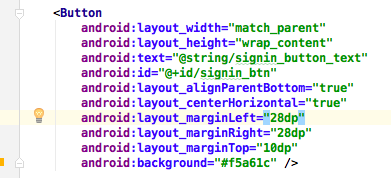 <Button
android:layout_width="match_parent"
android:layout_height="wrap_content"
android:text="@string/signin_button_text"
android:id="@+id/signin_btn"
android:layout_alignParentBottom="true"
android:layout_centerHorizontal="true"
android:layout_marginLeft="28dp"
android:layout_marginRight="28dp"
android:layout_marginTop="10dp"
android:background="#f5a61c" />